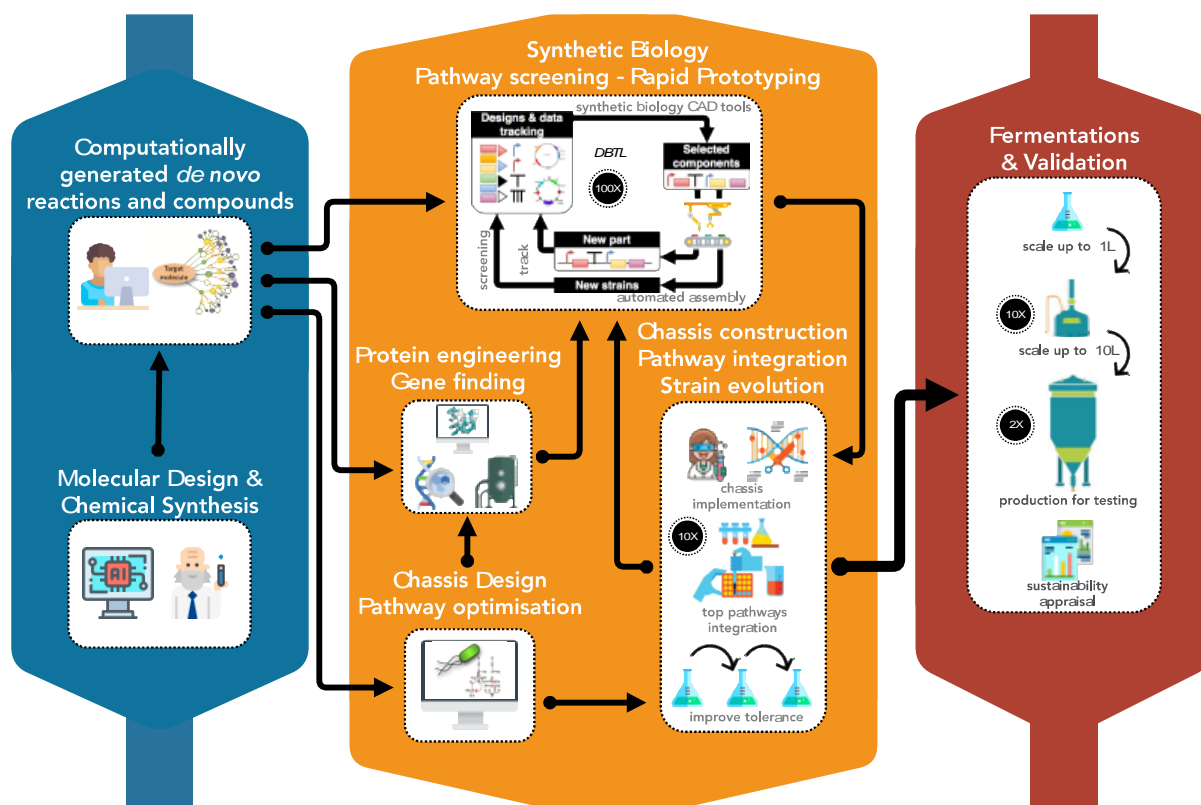 Computationally
generated de novo
reactions and compounds
Target
molecule
Molecular Design &
Chemical Synthesis
AI
Synthetic Biology
Pathway screening - Rapid Prototyping
synthetic biology CAD tools
Designs & data
tracking
DBTL
100X
Selected
components
New part
New strains
screening
track
automated assembly
Protein engineering
Gene finding
Chassis Design
Pathway optimisation
Chassis construction
Pathway integration
Strain evolution
chassis
implementation
10X
top pathways
integration
improve tolerance
Fermentations
& Validation
scale up to 1L
10X
scale up to 10L
2X
production for testing
sustainability
appraisal